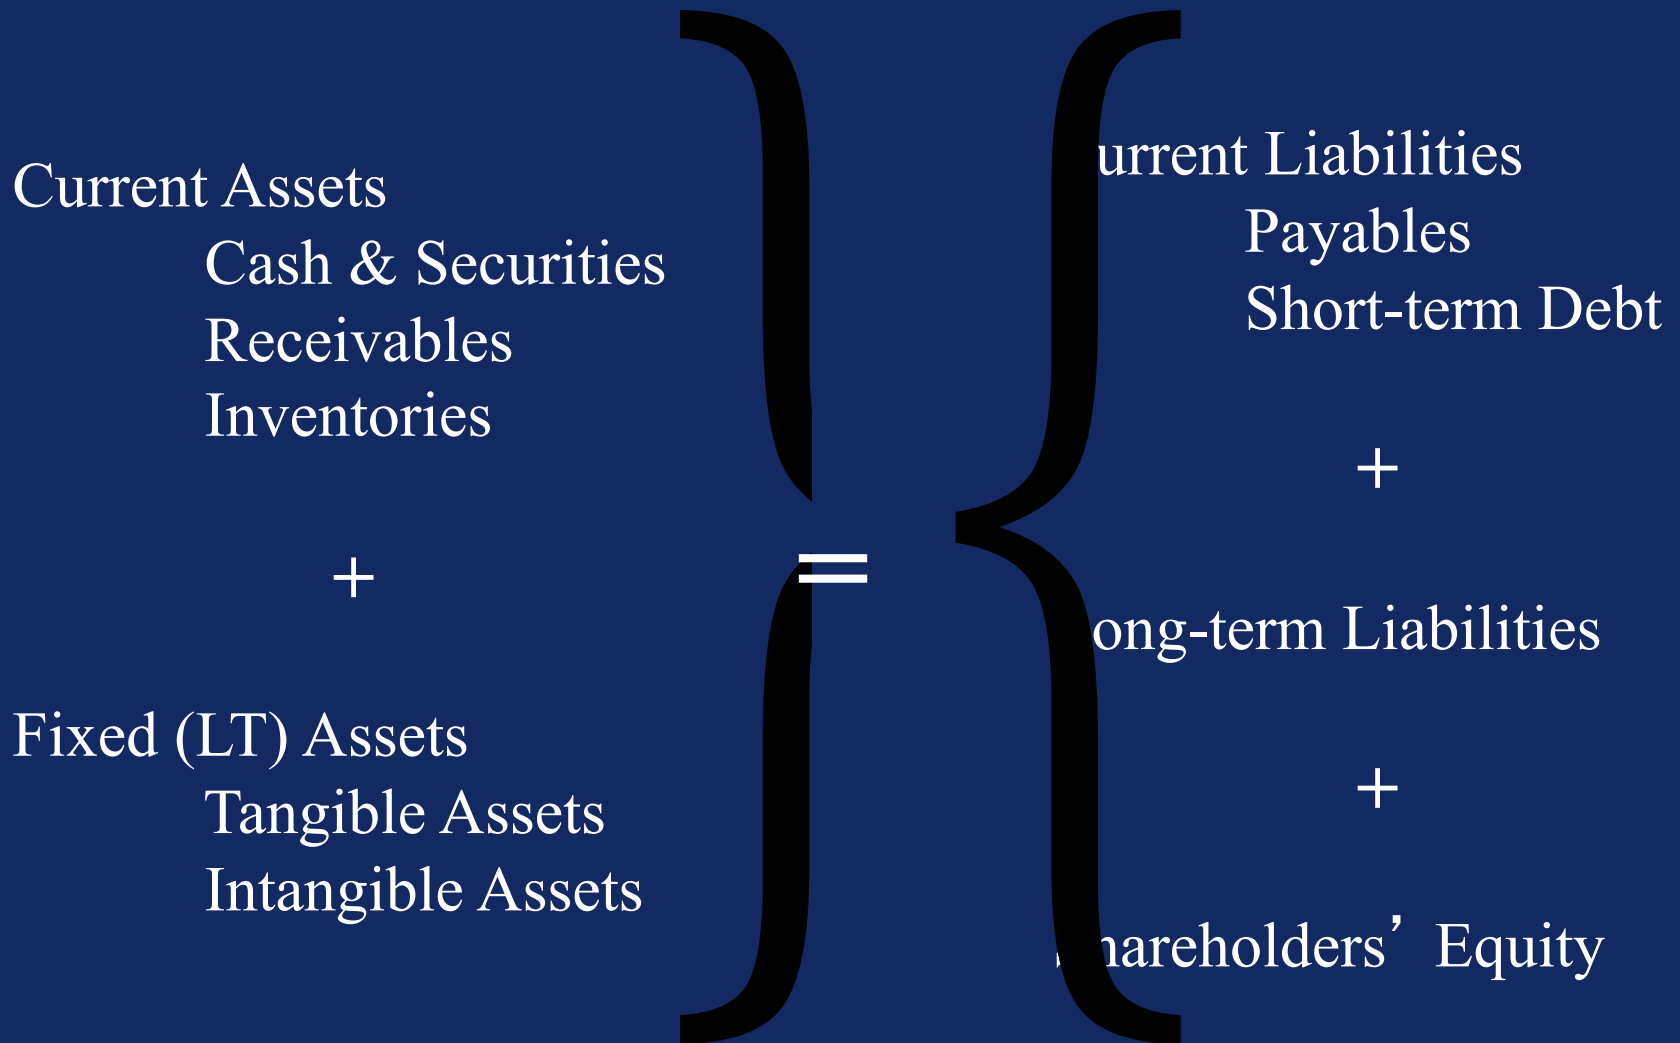 Current Assets
Cash & Securities
Receivables
Inventories
+
Fixed (LT) Assets
Tangible Assets
Intangible Assets
=
urrent Liabilities
Payables
Short-term Debt
+
ong-term Liabilities
+
hareholders’ Equity